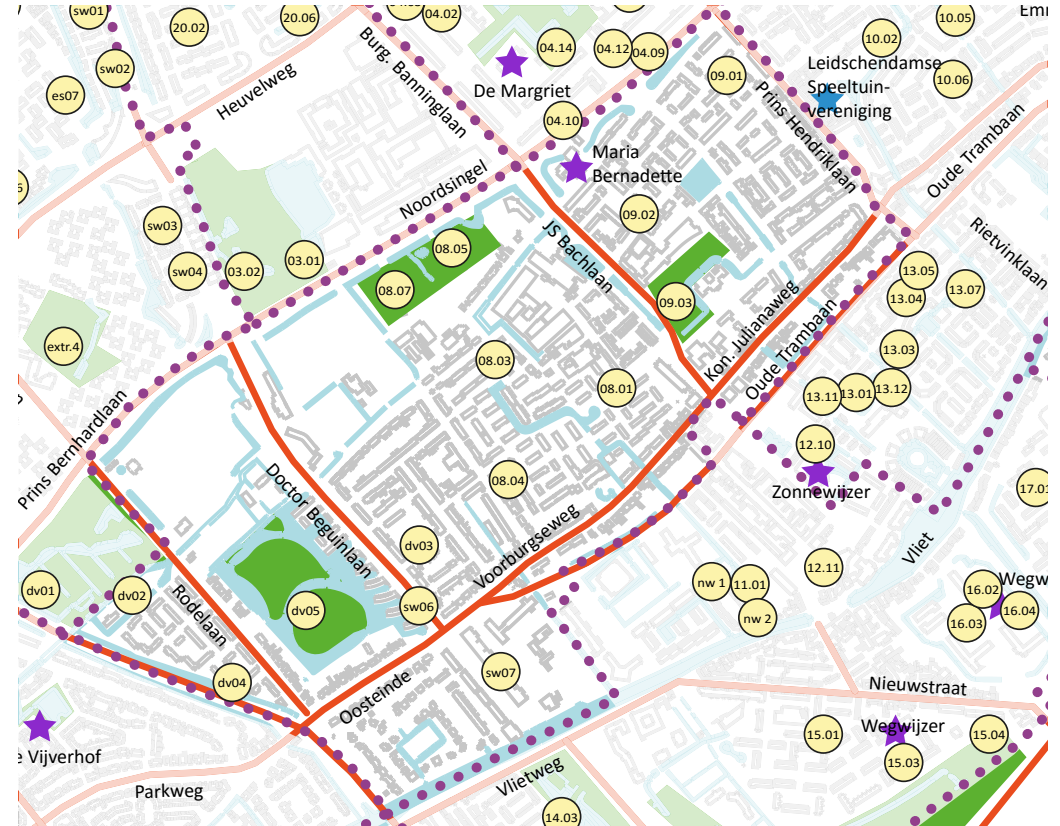 sw01
20.02
20.06
04.02
10.05
10.02
04.14
04.12
04.09
Burg. Banninglaan
Leidschendamse
Speeltuin-
vereniging
sw02
es07
Heuvelweg
De Margriet
09.01
10.06
04.10
Prins Hendriklaan
Oude Trambaan
Maria
Bernadette
Noordsingel
sw03
09.02
JS Bachlaan
Rietvinklaan
08.05
sw04
03.02
03.01
08.07
13.05
13.04
13.07
09.03
Kon. Julianaweg
Oude Trambaan
extr.4
08.03
13.03
08.01
13.11
13.01
13.12
Prins Bernhardlaan
12.10
Zonnewijzer
08.04
17.01
Doctor Beguinlaan
dv03
Voorburgseweg
Vliet
12.11
nw 1
11.01
nw 2
dv01
dv02
Rodelaan
dv05
sw06
16.02
16.03
16.04
dv04
sw07
Oosteinde
Nieuwstraat
Wegwijzer
15.01
15.03
15.04
e Vijverhof
Parkweg
Vlietweg
14.03